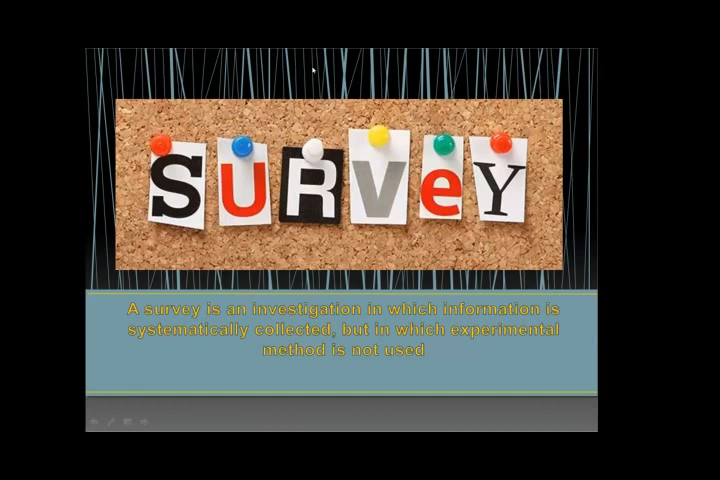 SURVeY
A survey is an investigation in which information is
systematically collected, but in which experimental
method is not used